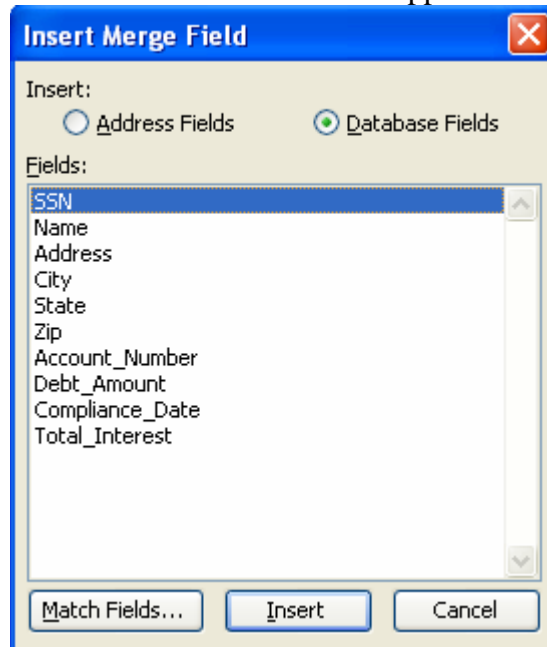 Insert Merge Field
Insert:
Address Fields Database Fields
Fields:
SSN
Name
Address
City
State
Zip
Account_Number
Debt_Amount
Compliance_Date
Total_Interest
Match Fields... Insert Cancel